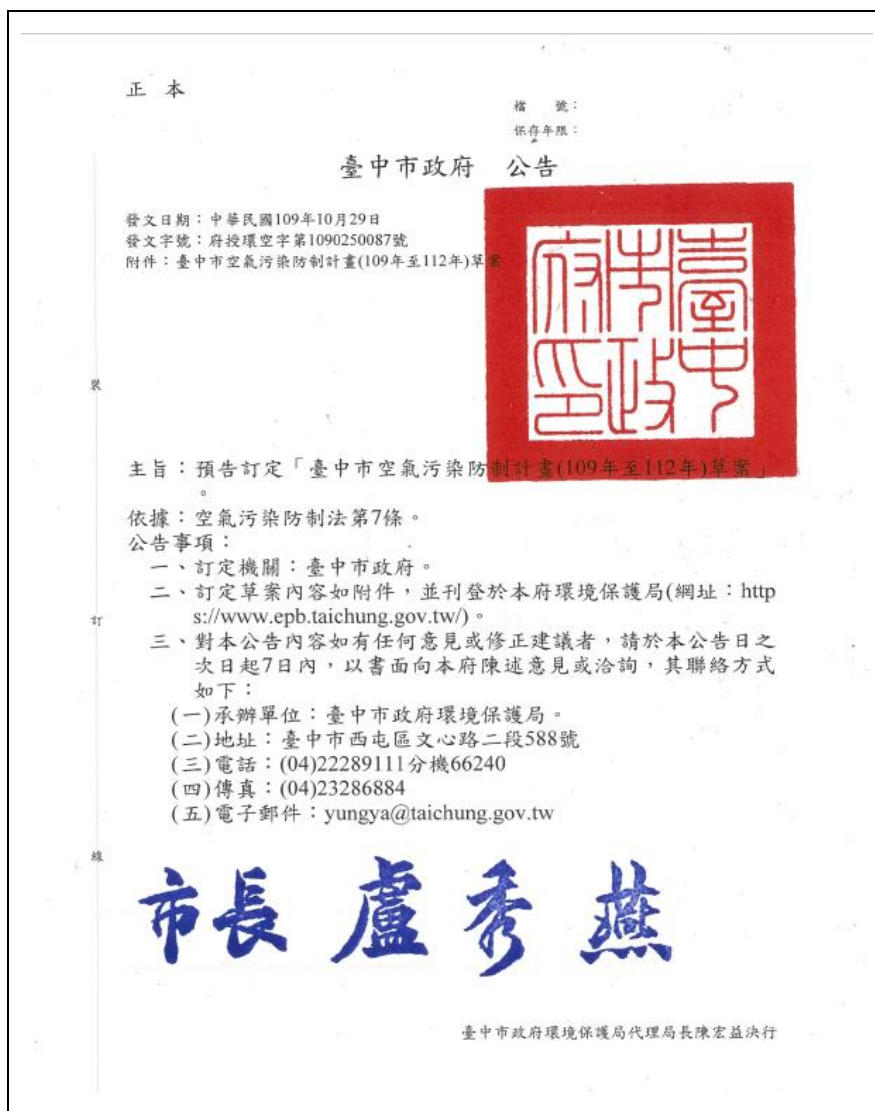 正 本
檔 號：
保存年限：
臺中市政府 公告
發文日期：中華民國109年10月29日
發文字號：府授環空字第1090250087號
附件：臺中市空氣污染防制計畫(109年至112年)草案
臺中市政府印
裝
主旨：預告訂定「臺中市空氣污染防制計畫(109年至112年)草案」
。
依據：空氣污染防制法第7條。
公告事項：
一、訂定機關：臺中市政府。
二、訂定草案內容如附件，並刊登於本府環境保護局(網址：http
s://www.epb.taichung.gov.tw/)。
訂
三、對本公告內容如有任何意見或修正建議者，請於本公告日之
次日起7日內，以書面向本府陳述意見或洽詢，其聯絡方式
如下：
(一)承辦單位：臺中市政府環境保護局。
(二)地址：臺中市西屯區文心路二段588號
(三)電話：(04)22289111分機66240
(四)傳真：(04)23286884
(五)電子郵件：yungya@taichung.gov.tw
線
市長 盧秀燕
臺中市政府環境保護局代理局長陳宏益決行